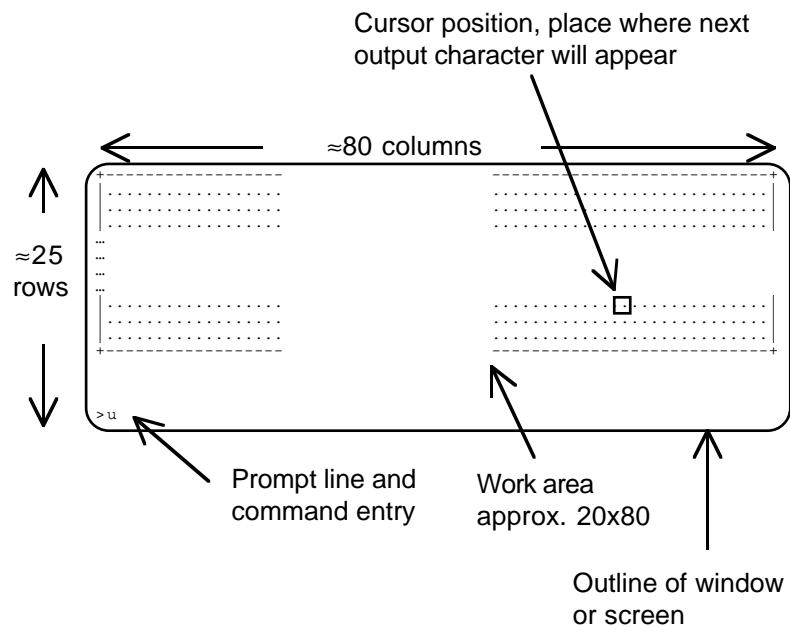 Cursor position, place where next
output character will appear
≈80 columns
+----------------- -------------------------+
|................. .........................|
|................. .........................|
|................. .........................|
…
…
…
…
≈25
rows
|................. .........................|
|................. .........................|
|................. .........................|
+----------------- -------------------------+
>u
Prompt line and
command entry
Work area
approx. 20x80
Outline of window
or screen